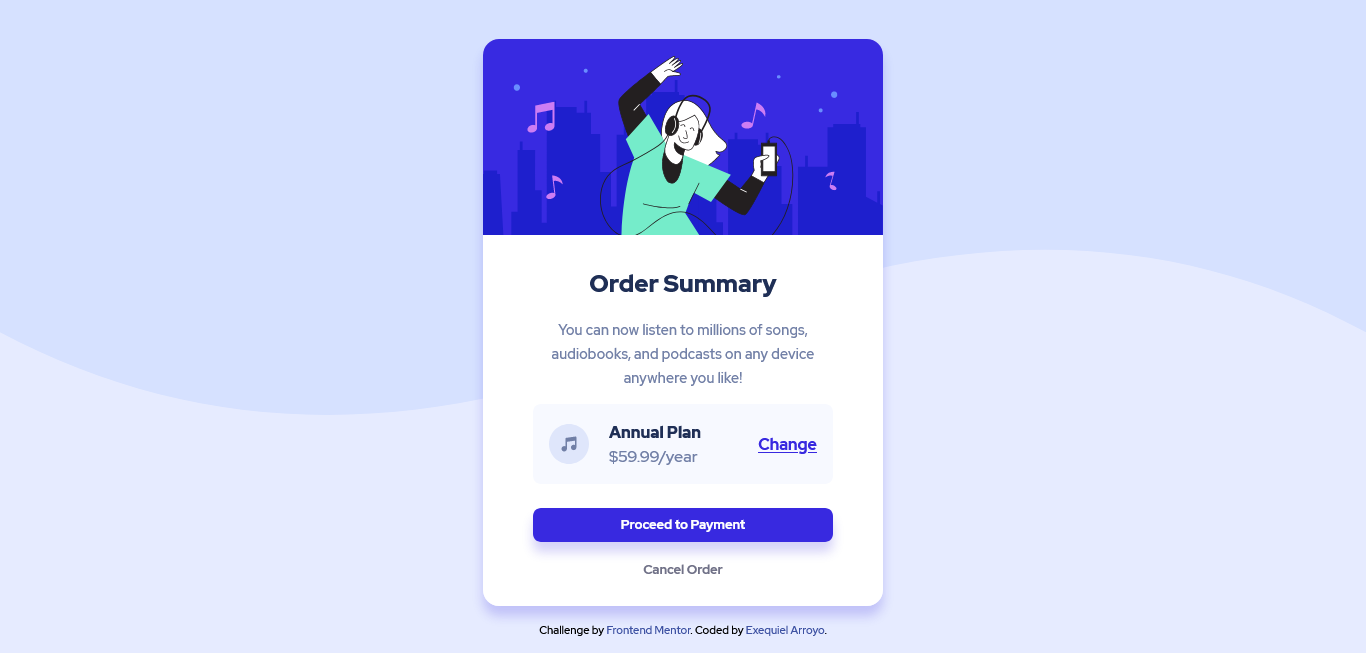 Order Summary
You can now listen to millions of songs,
audiobooks, and podcasts on any device
anywhere you like!
Annual Plan
$59.99/year
Change
Proceed to Payment
Cancel Order
Challenge by Frontend Mentor. Coded by Exequiel Arroyo.